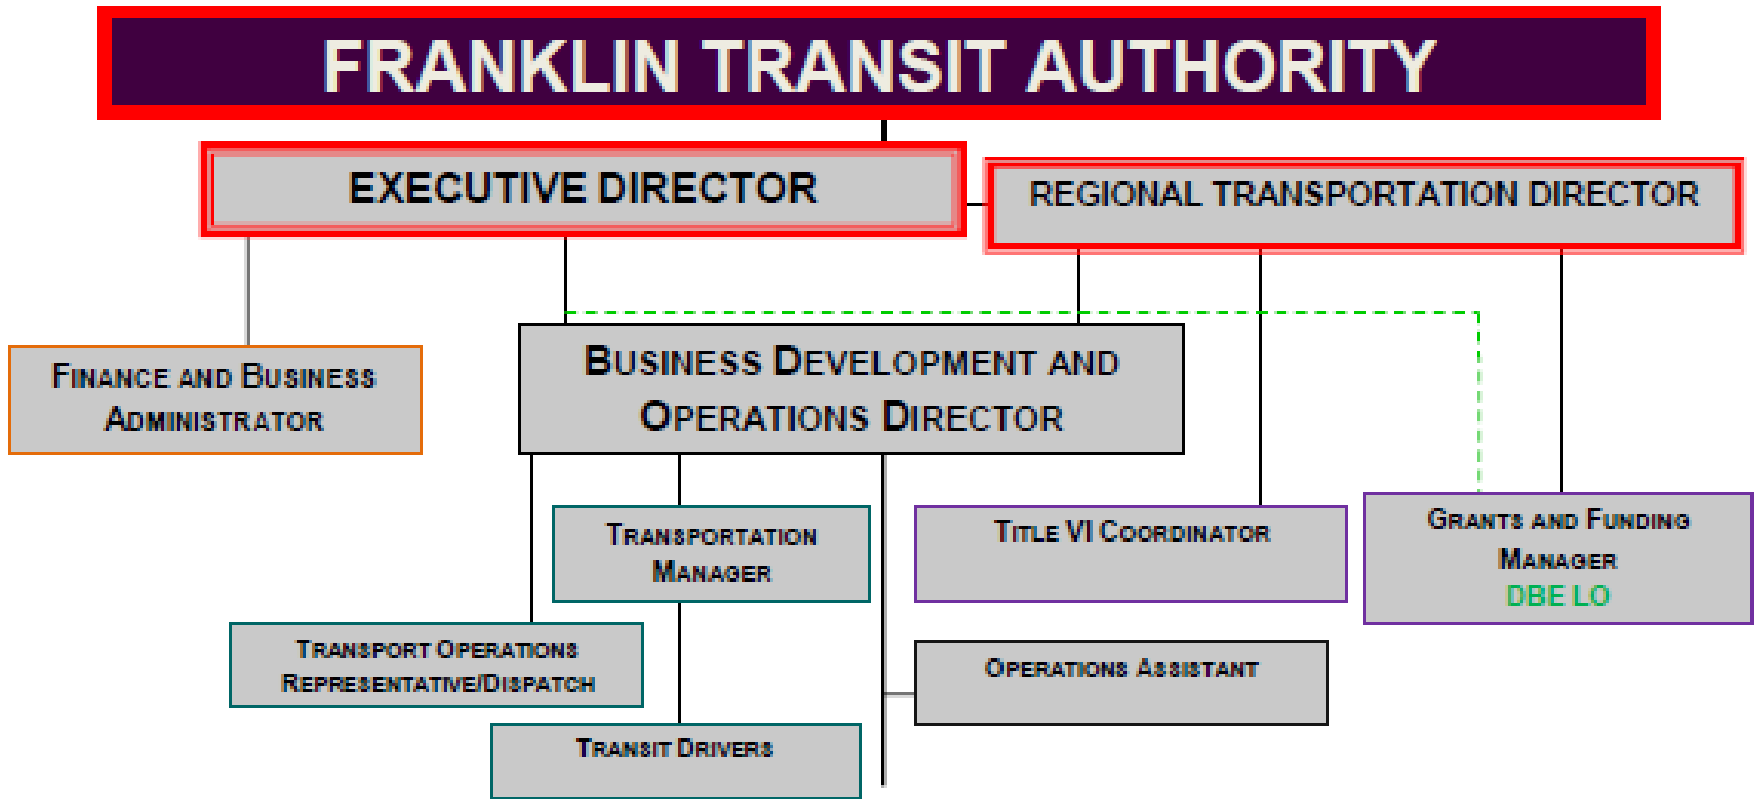 FRANKLIN TRANSIT AUTHORITY
EXECUTIVE DIRECTOR
REGIONAL TRANSPORTATION DIRECTOR
FINANCE AND BUSINESS
ADMINISTRATOR
BUSINESS DEVELOPMENT AND
OPERATIONS DIRECTOR
TRANSPORTATION
MANAGER
TITLE VI COORDINATOR
GRANTS AND FUNDING
MANAGER
DBE LO
TRANSPORT OPERATIONS
REPRESENTATIVE/DISPATCH
OPERATIONS ASSISTANT
TRANSIT DRIVERS